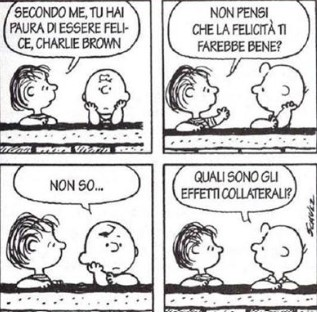 SECONDO ME, TU HAI
PAURA DI ESSERE FELI-
CE, CHARLIE BROWN
NON PENSI
CHE LA FELICITÀ TI
FAREBBE BENE?
NON SO...
QUALI SONO GLI
EFFETTI COLLATERALI?
SCHULZ